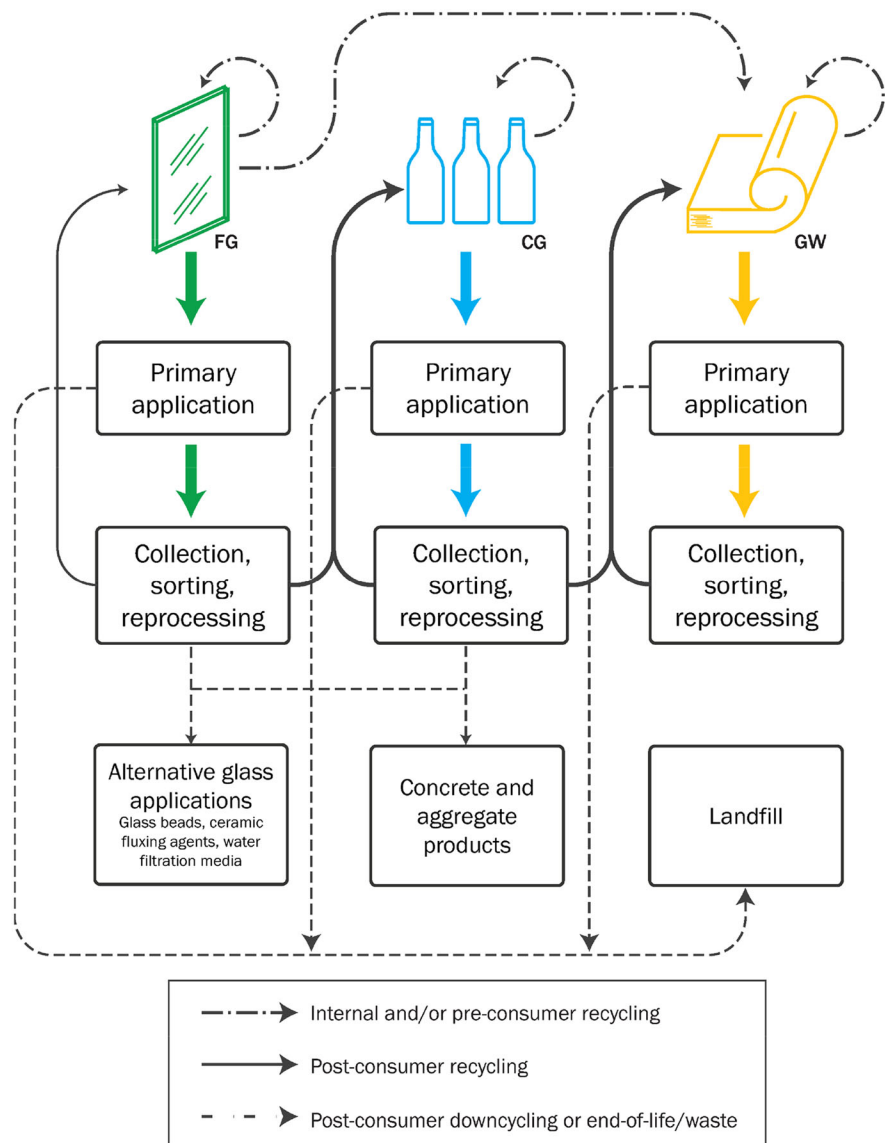 FG
CG
GW
Primary
application
Primary
application
Primary
application
Collection,
sorting,
reprocessing
Collection,
sorting,
reprocessing
Collection,
sorting,
reprocessing
Alternative glass
applications
Glass beads, ceramic
fluxing agents, water
filtration media
Concrete and
aggregate
products
Landfill
Internal and/or pre-consumer recycling
Post-consumer recycling
Post-consumer downcycling or end-of-life/waste